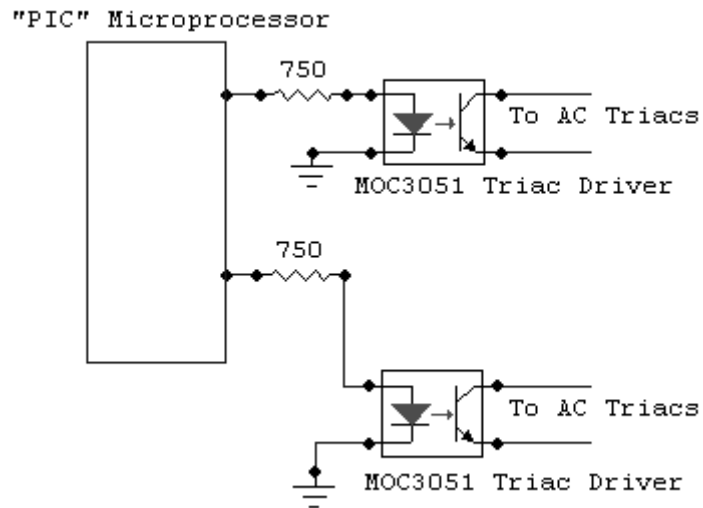 "PIC" Microprocessor
750
To AC Triacs
MOC3051 Triac Driver
750
To AC Triacs
MOC3051 Triac Driver